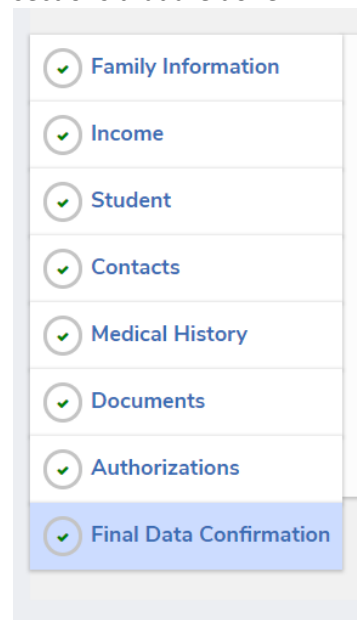 Family Information
Income
Student
Contacts
Medical History
Documents
Authorizations
Final Data Confirmation